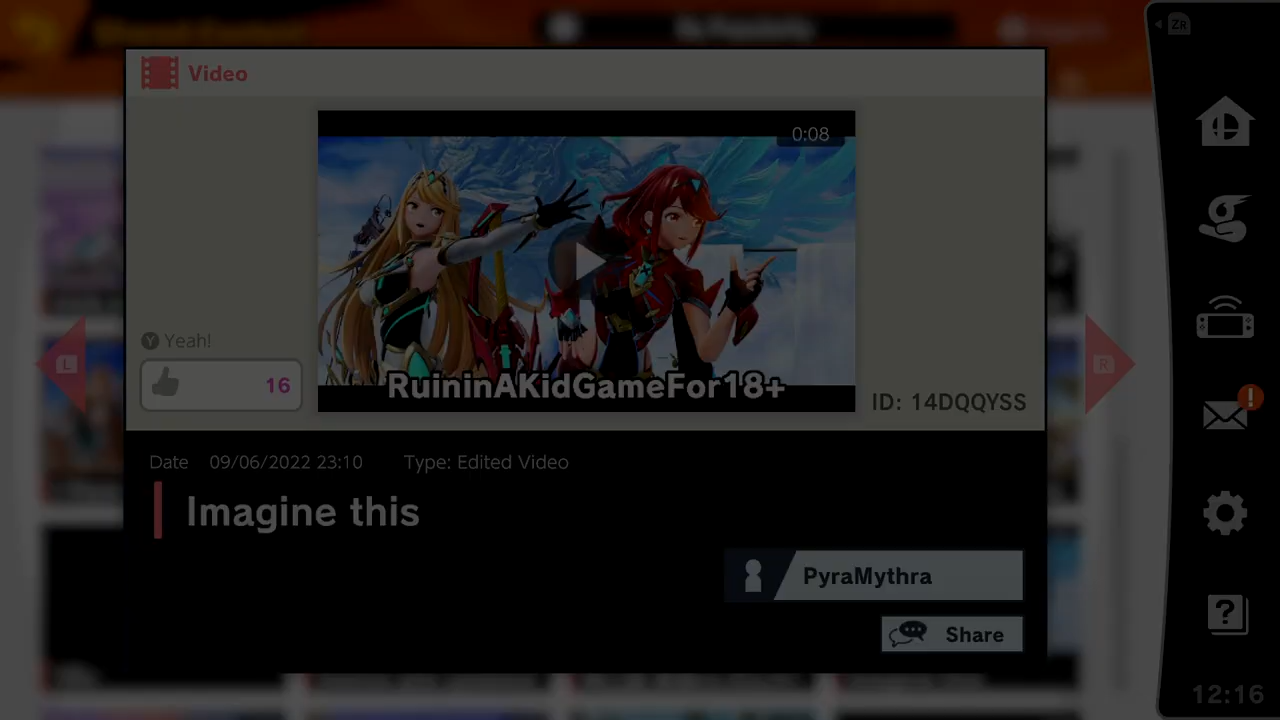 ZR
Video
0:08
Y Yeah!
16
RuininAKidGameFor18+
ID: 14DQQYSS
L
R
Date 09/06/2022 23:10 Type: Edited Video
Imagine this
PyraMythra
Share
12:16